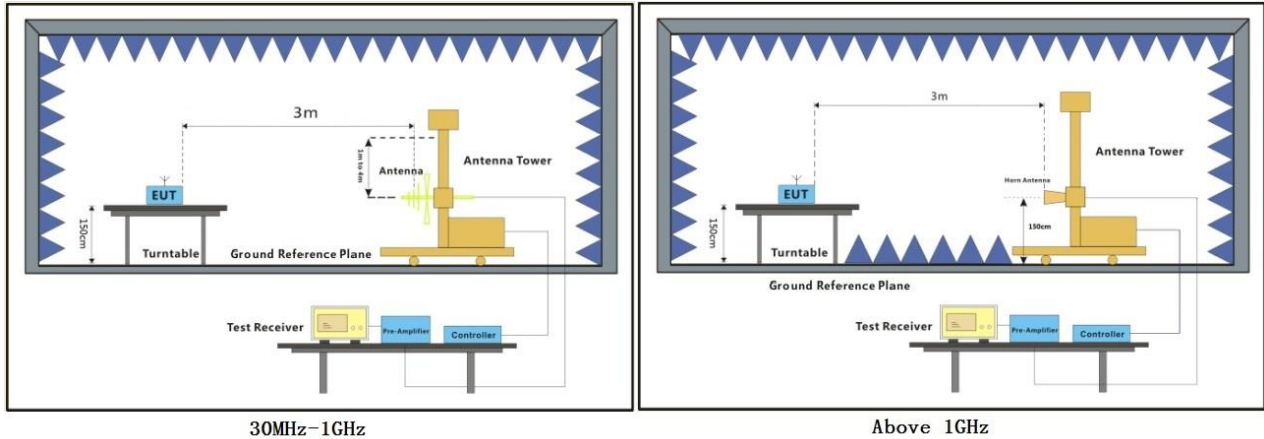 3m
1m to 4m
Antenna
Antenna Tower
EUT
150cm
Turntable
Ground Reference Plane
Test Receiver
Pre-Amplifier
Controller
30MHz-1GHz
3m
Antenna Tower
Horn Antenna
EUT
150cm
150cm
Turntable
Ground Reference Plane
Test Receiver
Pre-Amplifier
Controller
Above 1GHz